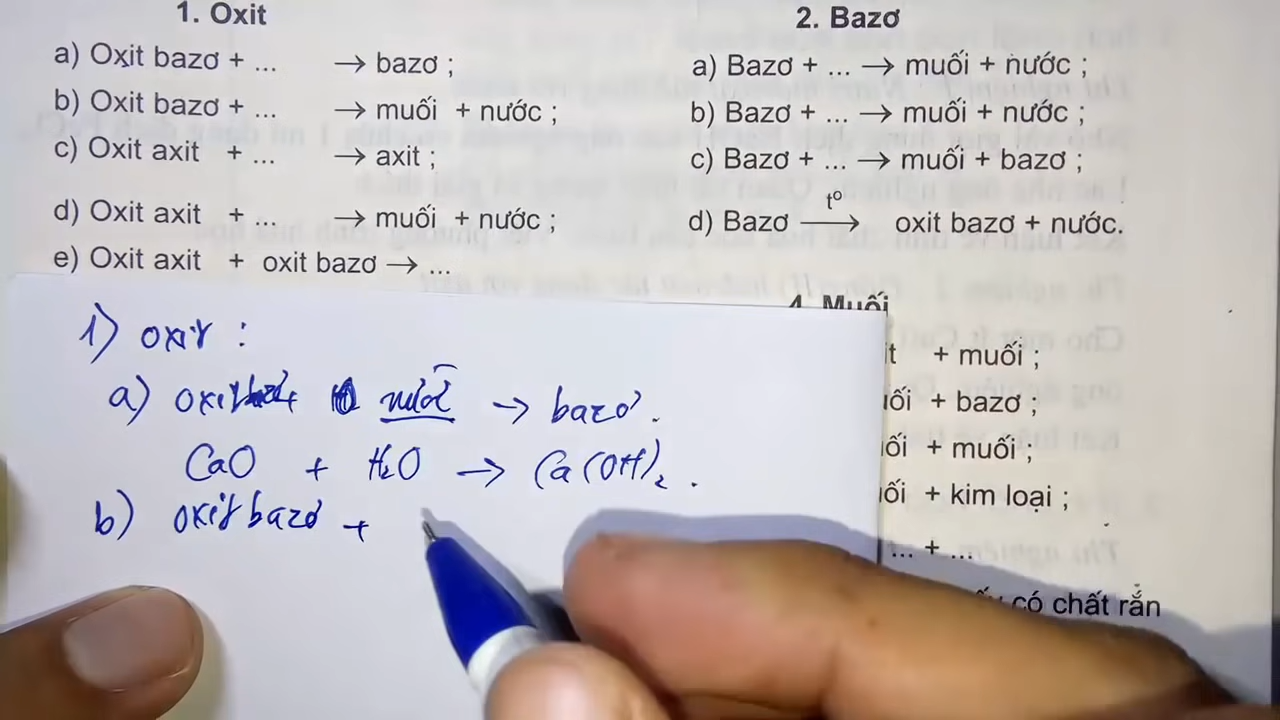 1. Oxit
a) Oxit bazơ + ... → bazơ ;
b) Oxit bazơ + ... → muối + nước ;
c) Oxit axit + ... → axit ;
d) Oxit axit + ... → muối + nước ;
e) Oxit axit + oxit bazơ → ...
2. Bazơ
a) Bazơ + ... → muối + nước ;
b) Bazơ + ... → muối + nước ;
c) Bazơ + ... → muối + bazơ ;
d) Bazơ t° → oxit bazơ + nước.
4. Muối
it + muối ;
uối + bazơ ;
uối + muối ;
uối + kim loại ;
... + ...
có chất rắn
1) oxit :
a) oxit bazơ + nước → bazơ.
CaO + H₂O → Ca(OH)₂.
b) oxit bazơ +